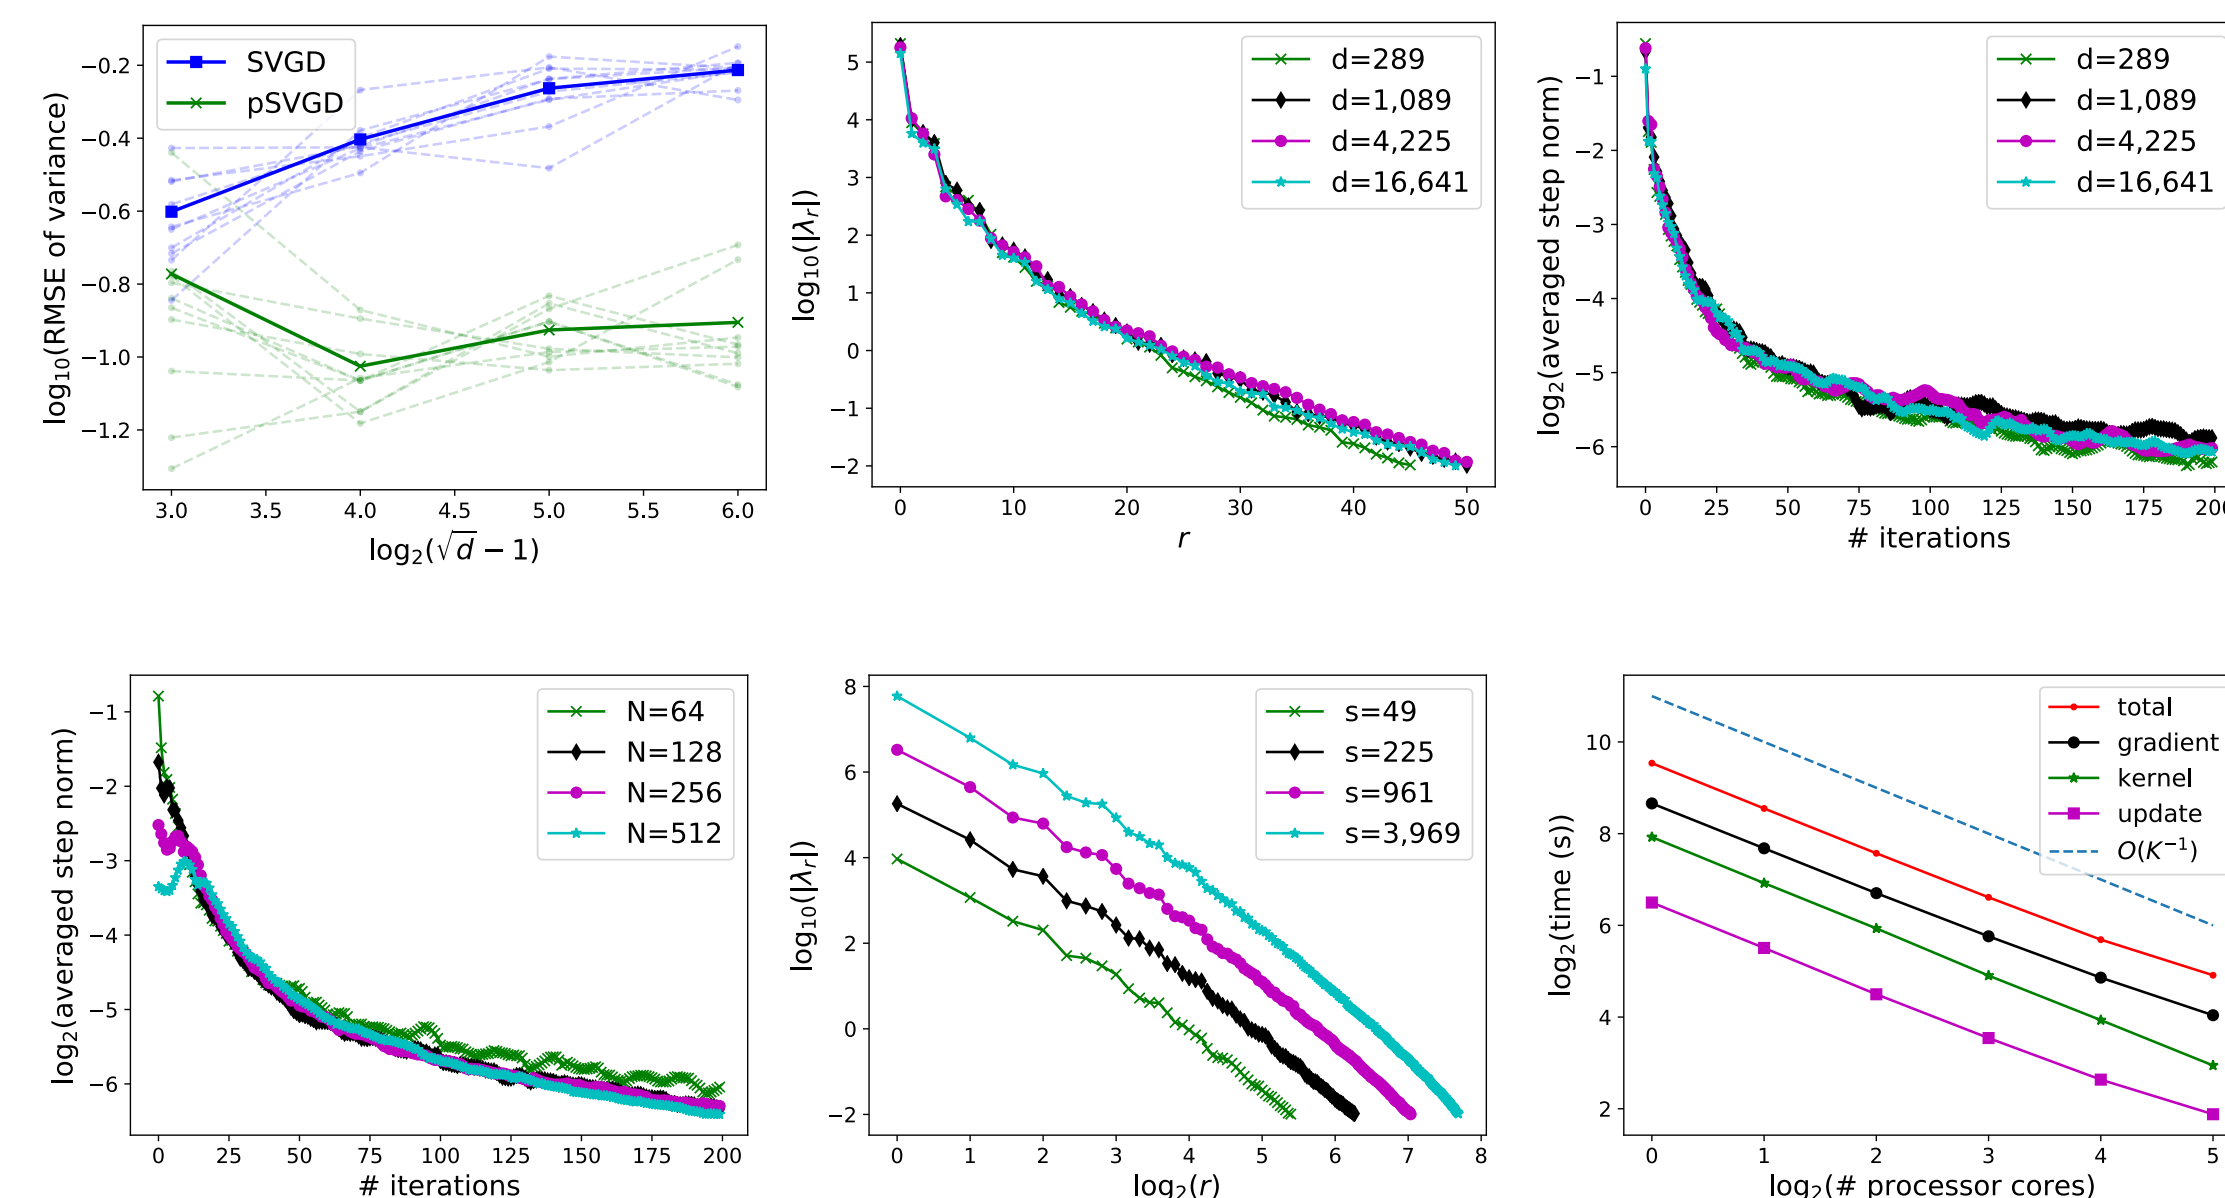 SVGD
pSVGD
−0.2
−0.4
−0.6
−0.8
−1.0
−1.2
log₁₀(RMSE of variance)
3.0 3.5 4.0 4.5 5.0 5.5 6.0
log₂(√d − 1)
d=289
d=1,089
d=4,225
d=16,641
5
4
3
2
1
0
−1
−2
log₁₀(|λᵣ|)
0 10 20 30 40 50
r
d=289
d=1,089
d=4,225
d=16,641
−1
−2
−3
−4
−5
−6
log₂(averaged step norm)
0 25 50 75 100 125 150 175
# iterations
N=64
N=128
N=256
N=512
−1
−2
−3
−4
−5
−6
log₂(averaged step norm)
0 25 50 75 100 125 150 175 200
# iterations
s=49
s=225
s=961
s=3,969
8
6
4
2
0
−2
log₁₀(|λᵣ|)
0 1 2 3 4 5 6 7 8
log₂(r)
total
gradient
kernel
update
O(K⁻¹)
10
8
6
4
2
log₂(time (s))
0 1 2 3 4 5
log₂(# processor cores)